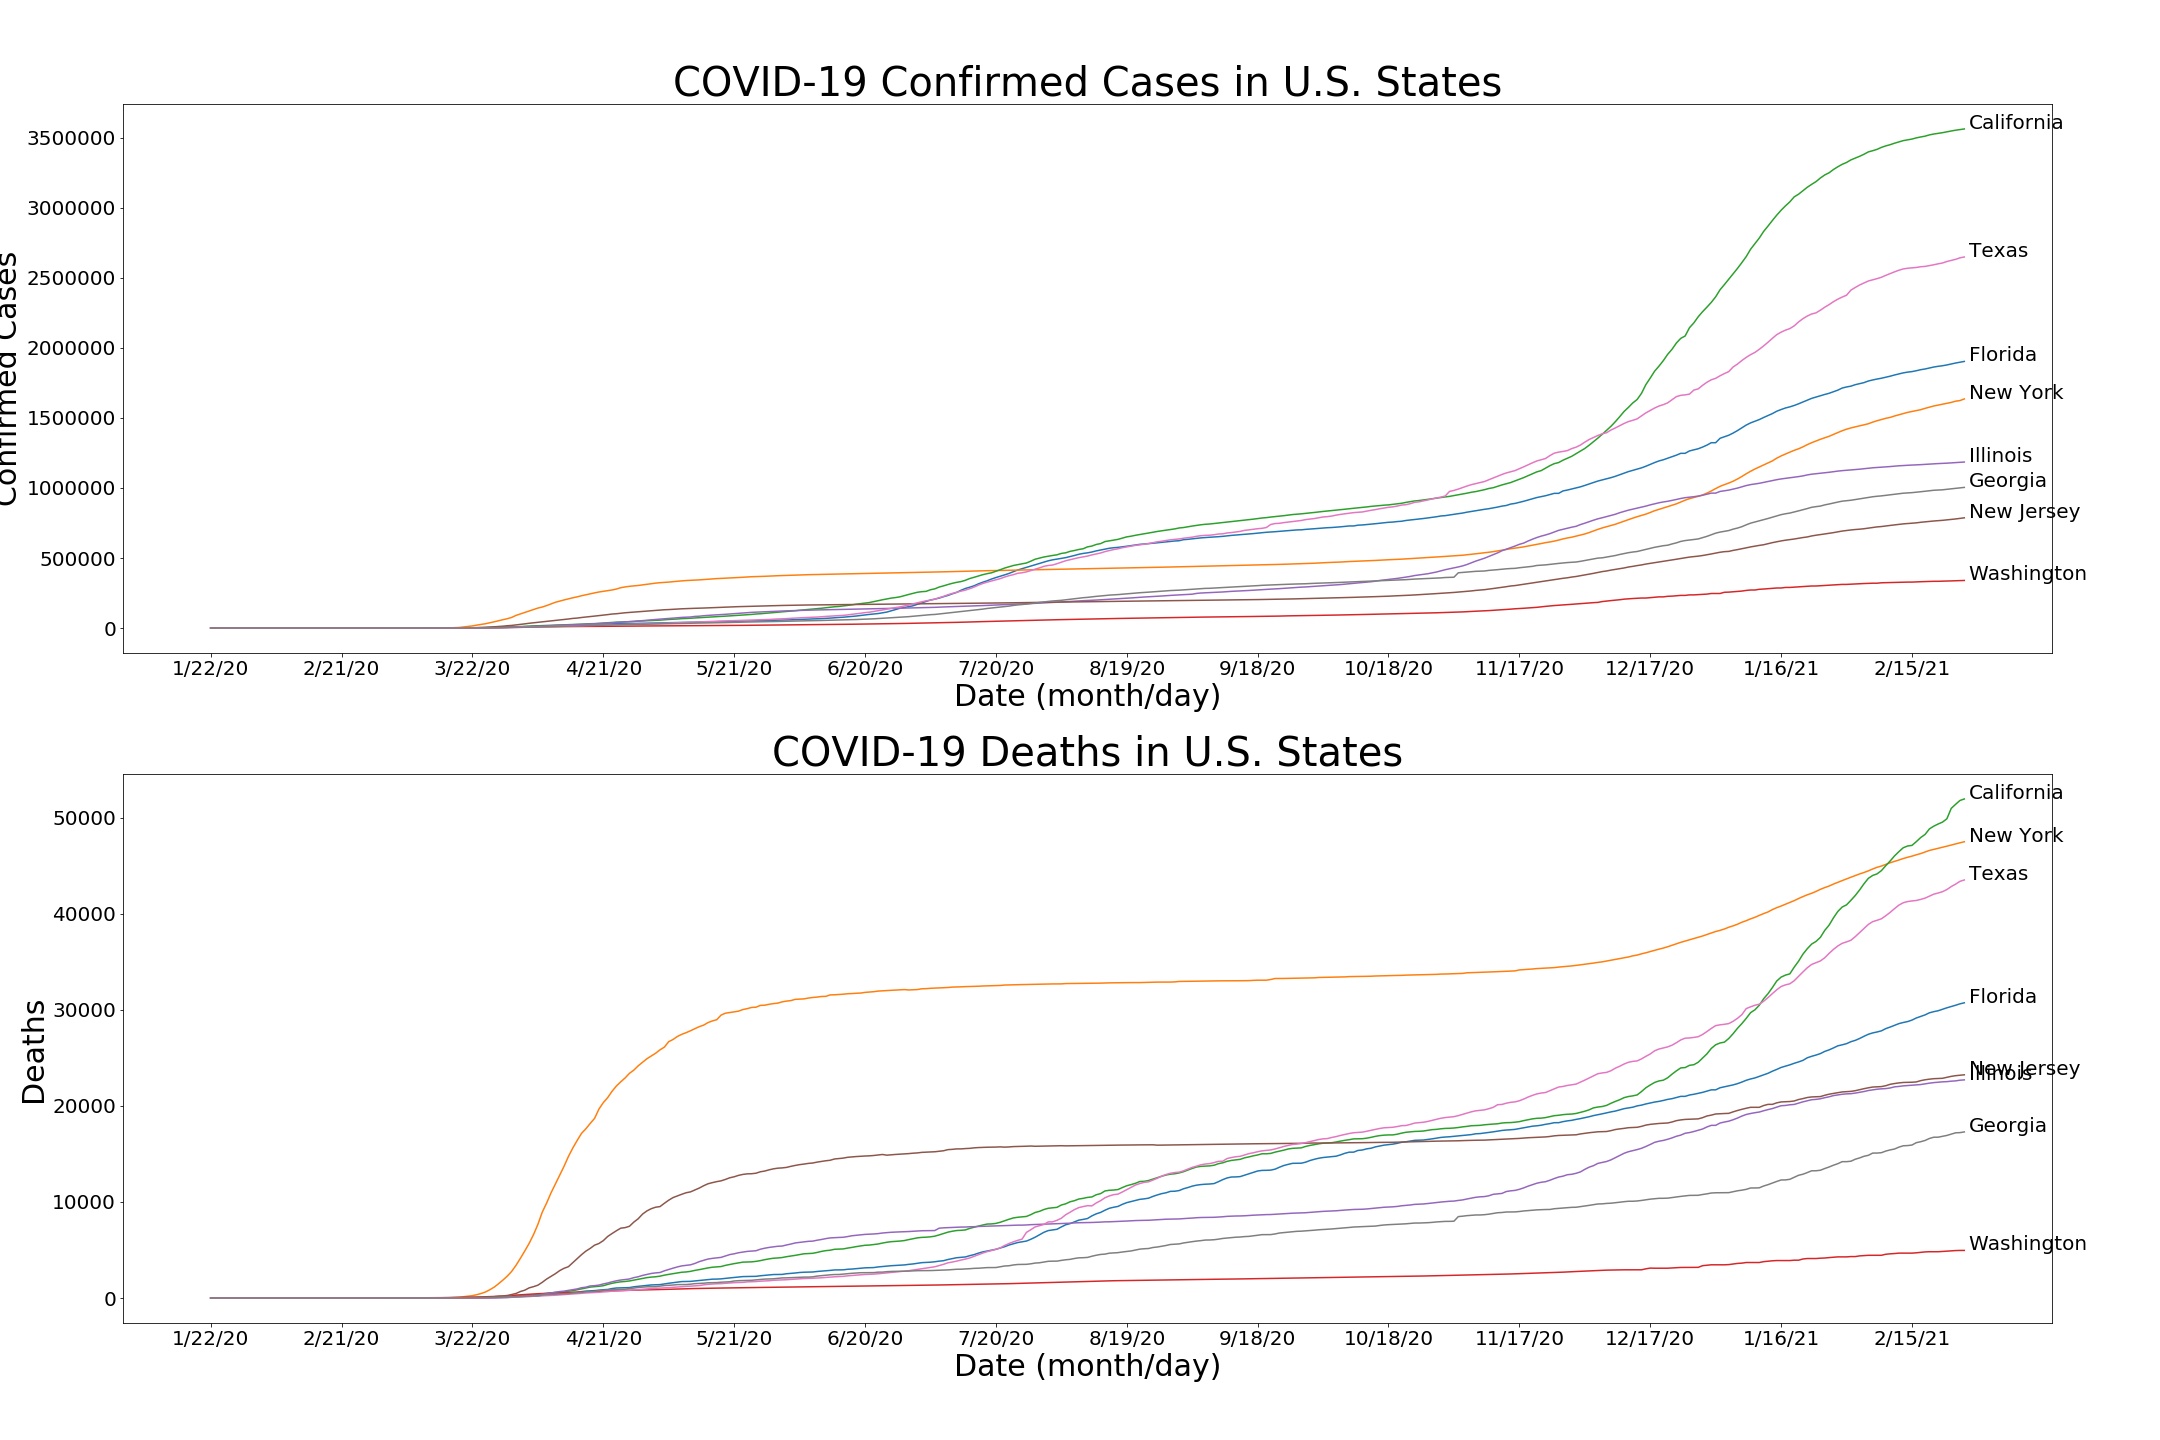 COVID-19 Confirmed Cases in U.S. States
Confirmed Cases
3500000
3000000
2500000
2000000
1500000
1000000
500000
0
California
Texas
Florida
New York
Illinois
Georgia
New Jersey
Washington
1/22/20 2/21/20 3/22/20 4/21/20 5/21/20 6/20/20 7/20/20 8/19/20 9/18/20 10/18/20 11/17/20 12/17/20 1/16/21 2/15/21
Date (month/day)
COVID-19 Deaths in U.S. States
Deaths
50000
40000
30000
20000
10000
0
California
New York
Texas
Florida
New Jersey
Illinois
Georgia
Washington
1/22/20 2/21/20 3/22/20 4/21/20 5/21/20 6/20/20 7/20/20 8/19/20 9/18/20 10/18/20 11/17/20 12/17/20 1/16/21 2/15/21
Date (month/day)